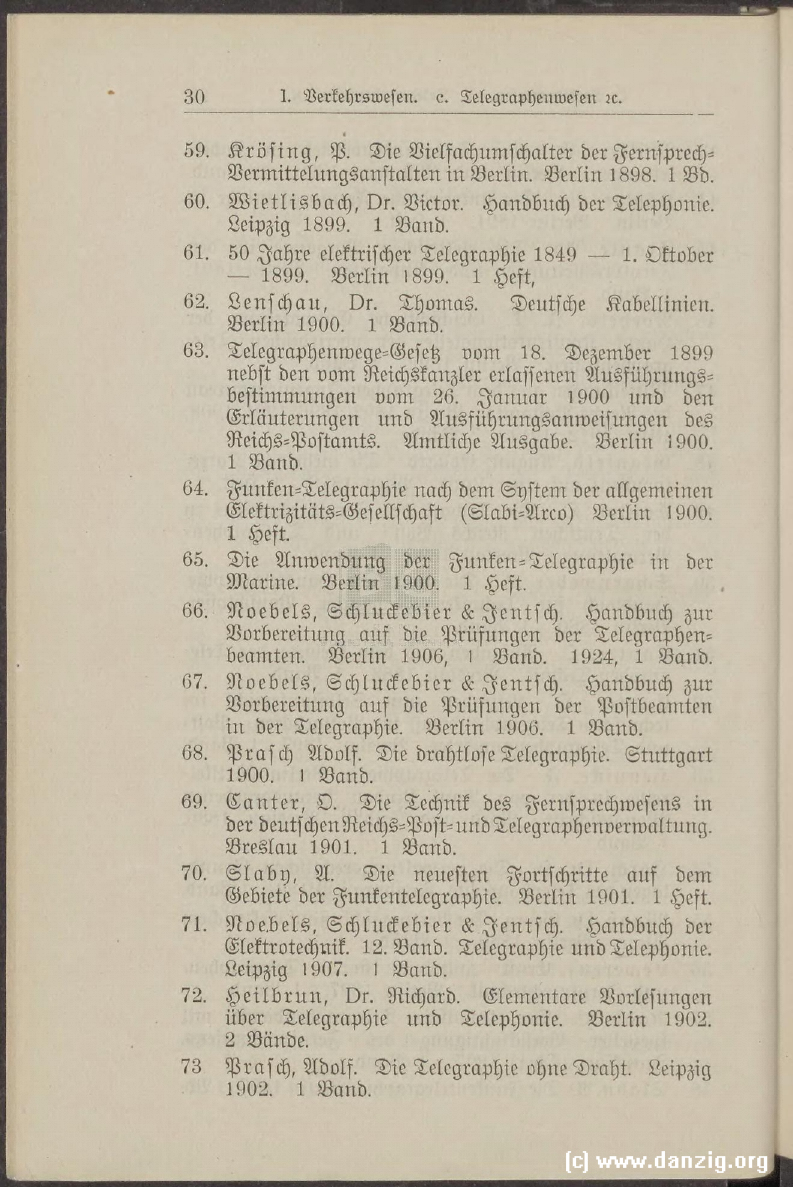 30 1. Verkehrswesen. c. Telegraphenwesen ꝛc.
59. Krösing, P. Die Vielfachumschalter der Fernsprech-
Vermittelungsanstalten in Berlin. Berlin 1898. 1 Bd.
60. Wietlisbach, Dr. Victor. Handbuch der Telephonie.
Leipzig 1899. 1 Band.
61. 50 Jahre elektrischer Telegraphie 1849 — 1. Oktober
— 1899. Berlin 1899. 1 Heft,
62. Lenschau, Dr. Thomas. Deutsche Kabellinien.
Berlin 1900. 1 Band.
63. Telegraphenwege-Gesetz vom 18. Dezember 1899
nebst den vom Reichskanzler erlassenen Ausführungs-
bestimmungen vom 26. Januar 1900 und den
Erläuterungen und Ausführungsanweisungen des
Reichs-Postamts. Amtliche Ausgabe. Berlin 1900.
1 Band.
64. Funken-Telegraphie nach dem System der allgemeinen
Elektrizitäts-Gesellschaft (Slabi-Arco) Berlin 1900.
1 Heft.
65. Die Anwendung der Funken-Telegraphie in der
Marine. Berlin 1900. 1 Heft.
66. Noebels, Schluckebier & Jentsch. Handbuch zur
Vorbereitung auf die Prüfungen der Telegraphen-
beamten. Berlin 1906, 1 Band. 1924, 1 Band.
67. Noebels, Schluckebier & Jentsch. Handbuch zur
Vorbereitung auf die Prüfungen der Postbeamten
in der Telegraphie. Berlin 1906. 1 Band.
68. Prasch Adolf. Die drahtlose Telegraphie. Stuttgart
1900. 1 Band.
69. Canter, O. Die Technik des Fernsprechwesens in
der deutschen Reichs-Post- und Telegraphenverwaltung.
Breslau 1901. 1 Band.
70. Slaby, A. Die neuesten Fortschritte auf dem
Gebiete der Funkentelegraphie. Berlin 1901. 1 Heft.
71. Noebels, Schluckebier & Jentsch. Handbuch der
Elektrotechnik. 12. Band. Telegraphie und Telephonie.
Leipzig 1907. 1 Band.
72. Heilbrun, Dr. Richard. Elementare Vorlesungen
über Telegraphie und Telephonie. Berlin 1902.
2 Bände.
73 Prasch, Adolf. Die Telegraphie ohne Draht. Leipzig
1902. 1 Band.
(c) www.danzig.org